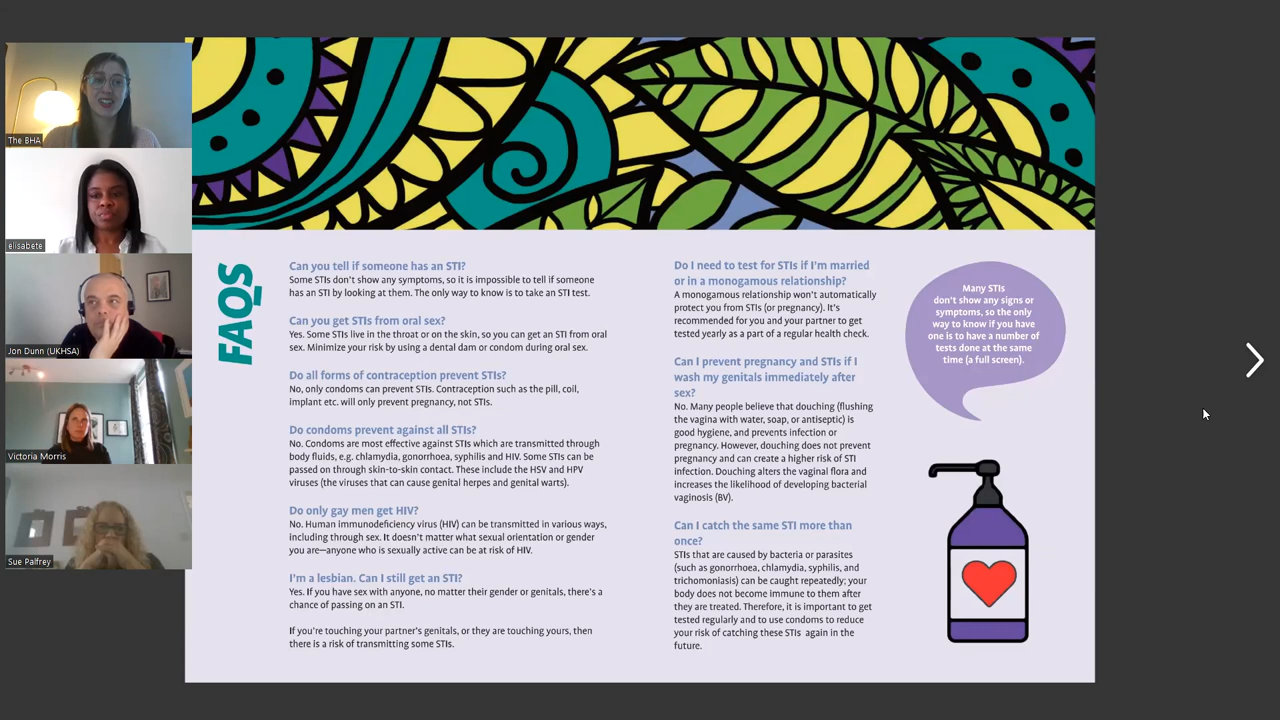 The BHA
elisabete
Jon Dunn (UKHSA)
Victoria Morris
Sue Palfrey
FAQS
Can you tell if someone has an STI?
Some STIs don't show any symptoms, so it is impossible to tell if someone
has an STI by looking at them. The only way to know is to take an STI test.
Can you get STIs from oral sex?
Yes. Some STIs live in the throat or on the skin, so you can get an STI from oral
sex. Minimize your risk by using a dental dam or condom during oral sex.
Do all forms of contraception prevent STIs?
No, only condoms can prevent STIs. Contraception such as the pill, coil,
implant etc. will only prevent pregnancy, not STIs.
Do condoms prevent against all STIs?
No. Condoms are most effective against STIs which are transmitted through
body fluids, e.g. chlamydia, gonorrhoea, syphilis and HIV. Some STIs can be
passed on through skin-to-skin contact. These include the HSV and HPV
viruses (the viruses that can cause genital herpes and genital warts).
Do only gay men get HIV?
No. Human immunodeficiency virus (HIV) can be transmitted in various ways,
including through sex. It doesn't matter what sexual orientation or gender
you are—anyone who is sexually active can be at risk of HIV.
I'm a lesbian. Can I still get an STI?
Yes. If you have sex with anyone, no matter their gender or genitals, there's a
chance of passing on an STI.
If you're touching your partner's genitals, or they are touching yours, then
there is a risk of transmitting some STIs.
Do I need to test for STIs if I'm married
or in a monogamous relationship?
A monogamous relationship won't automatically
protect you from STIs (or pregnancy). It's
recommended for you and your partner to get
tested yearly as a part of a regular health check.
Can I prevent pregnancy and STIs if I
wash my genitals immediately after
sex?
No. Many people believe that douching (flushing
the vagina with water, soap, or antiseptic) is
good hygiene, and prevents infection or
pregnancy. However, douching does not prevent
pregnancy and can create a higher risk of STI
infection. Douching alters the vaginal flora and
increases the likelihood of developing bacterial
vaginosis (BV).
Can I catch the same STI more than
once?
STIs that are caused by bacteria or parasites
(such as gonorrhoea, chlamydia, syphilis, and
trichomoniasis) can be caught repeatedly; your
body does not become immune to them after
they are treated. Therefore, it is important to get
tested regularly and to use condoms to reduce
your risk of catching these STIs again in the
future.
Many STIs
don't show any signs or
symptoms, so the only
way to know if you have
one is to have a number of
tests done at the same
time (a full screen).